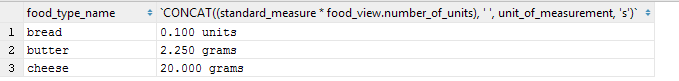 food_type_name `CONCAT((standard_measure * food_view.number_of_units), ' ', unit_of_measurement, 's')`
1 bread 0.100 units
2 butter 2.250 grams
3 cheese 20.000 grams